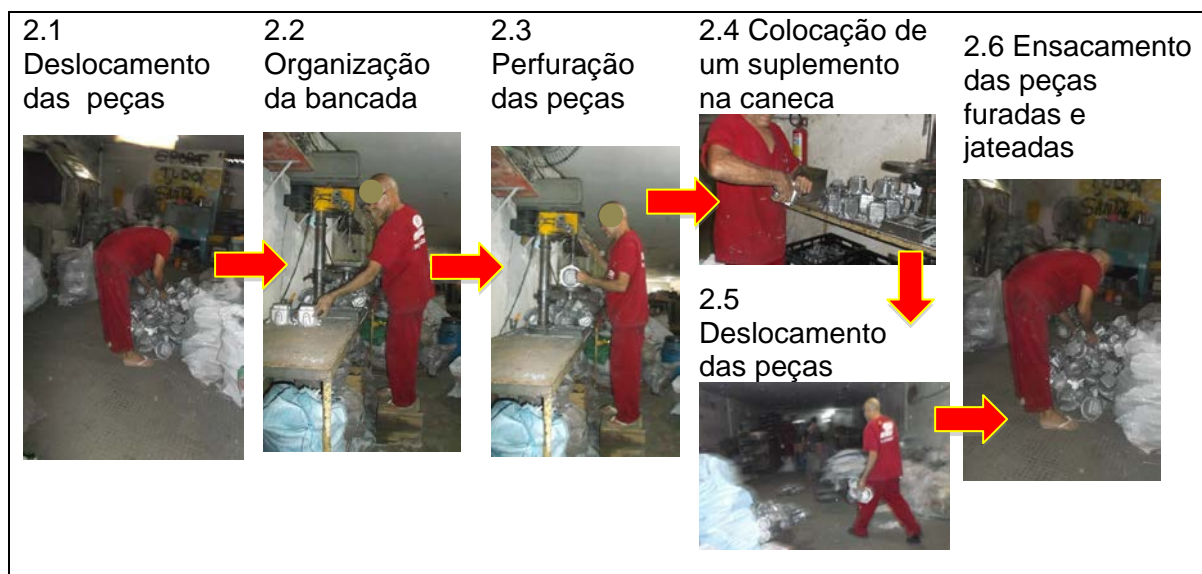 2.1
Deslocamento
das peças
2.2
Organização
da bancada
2.3
Perfuração
das peças
2.4 Colocação de
um suplemento
na caneca
2.5
Deslocamento
das peças
2.6 Ensacamento
das peças
furadas e
jateadas